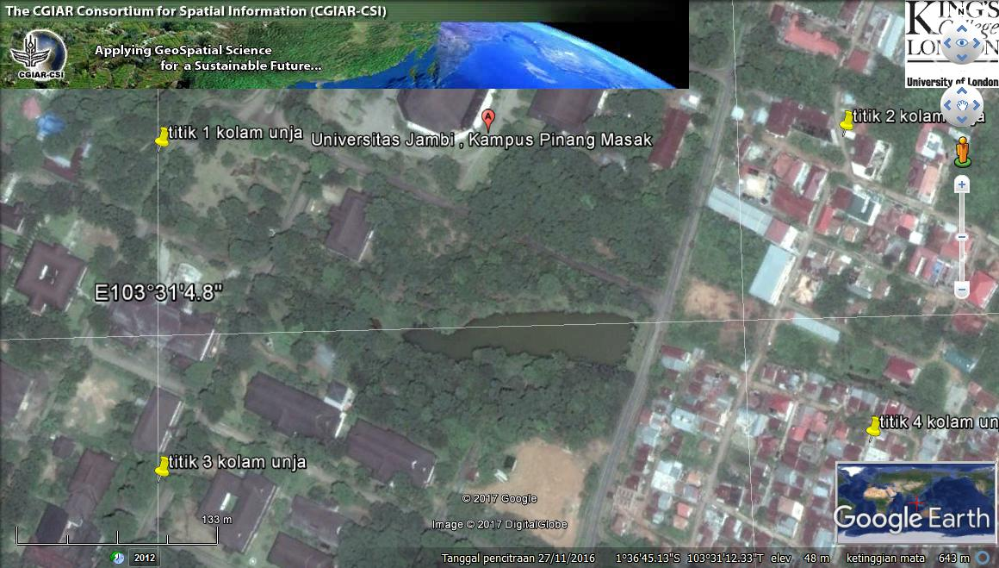 The CGIAR Consortium for Spatial Information (CGIAR-CSI)
Applying GeoSpatial Science
for a Sustainable Future...
CGIAR-CSI
KING'S
College
LONDON
University of London
N
titik 1 kolam unja
A
Universitas Jambi , Kampus Pinang Masak
titik 2 kolam
E103°31'4.8"
titik 3 kolam unja
titik 4 kolam un
© 2017 Google
Image © 2017 DigitalGlobe
Google Earth
133 m
2012
Tanggal pencitraan 27/11/2016 1°36'45.13"S 103°31'12.33"T elev 48 m ketinggian mata 643 m